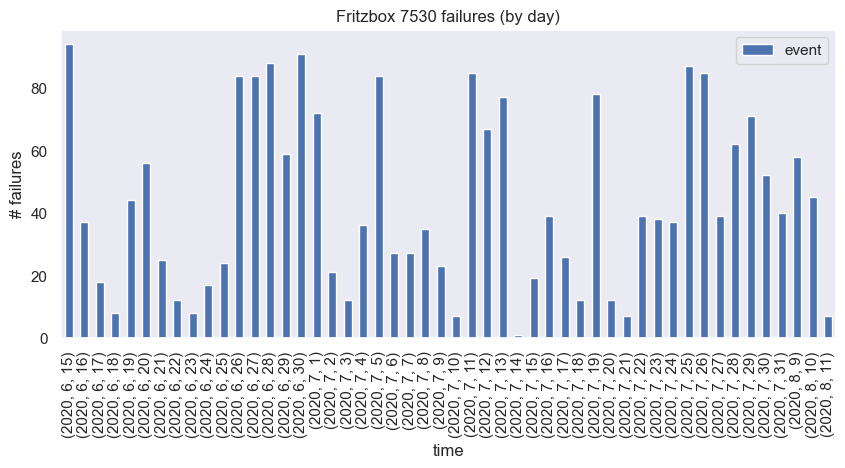 Fritzbox 7530 failures (by day)
event
# failures
80
60
40
20
0
(2020, 6, 15)
(2020, 6, 16)
(2020, 6, 17)
(2020, 6, 18)
(2020, 6, 19)
(2020, 6, 20)
(2020, 6, 21)
(2020, 6, 22)
(2020, 6, 23)
(2020, 6, 24)
(2020, 6, 25)
(2020, 6, 26)
(2020, 6, 27)
(2020, 6, 28)
(2020, 6, 29)
(2020, 6, 30)
(2020, 7, 1)
(2020, 7, 2)
(2020, 7, 3)
(2020, 7, 4)
(2020, 7, 5)
(2020, 7, 6)
(2020, 7, 7)
(2020, 7, 8)
(2020, 7, 9)
(2020, 7, 10)
(2020, 7, 11)
(2020, 7, 12)
(2020, 7, 13)
(2020, 7, 14)
(2020, 7, 15)
(2020, 7, 16)
(2020, 7, 17)
(2020, 7, 18)
(2020, 7, 19)
(2020, 7, 20)
(2020, 7, 21)
(2020, 7, 22)
(2020, 7, 23)
(2020, 7, 24)
(2020, 7, 25)
(2020, 7, 26)
(2020, 7, 27)
(2020, 7, 28)
(2020, 7, 29)
(2020, 7, 30)
(2020, 7, 31)
(2020, 8, 9)
(2020, 8, 10)
(2020, 8, 11)
time